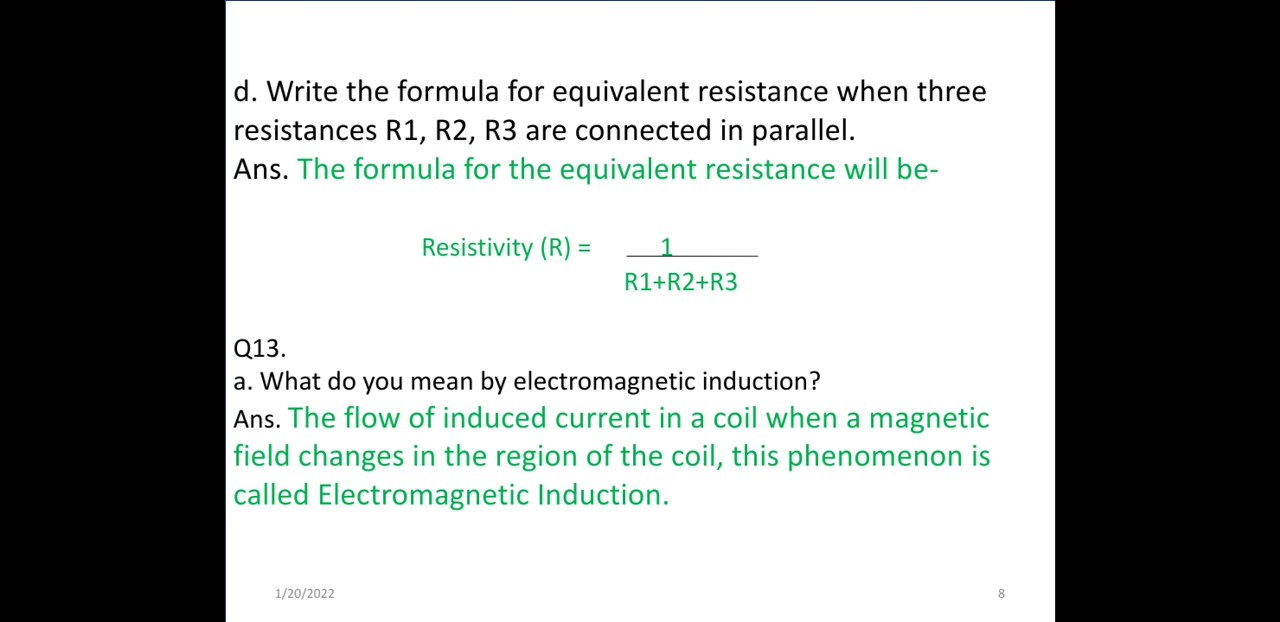 d. Write the formula for equivalent resistance when three
resistances R1, R2, R3 are connected in parallel.
Ans. The formula for the equivalent resistance will be-
Resistivity (R) = 1
R1+R2+R3
Q13.
a. What do you mean by electromagnetic induction?
Ans. The flow of induced current in a coil when a magnetic
field changes in the region of the coil, this phenomenon is
called Electromagnetic Induction.
1/20/2022 8